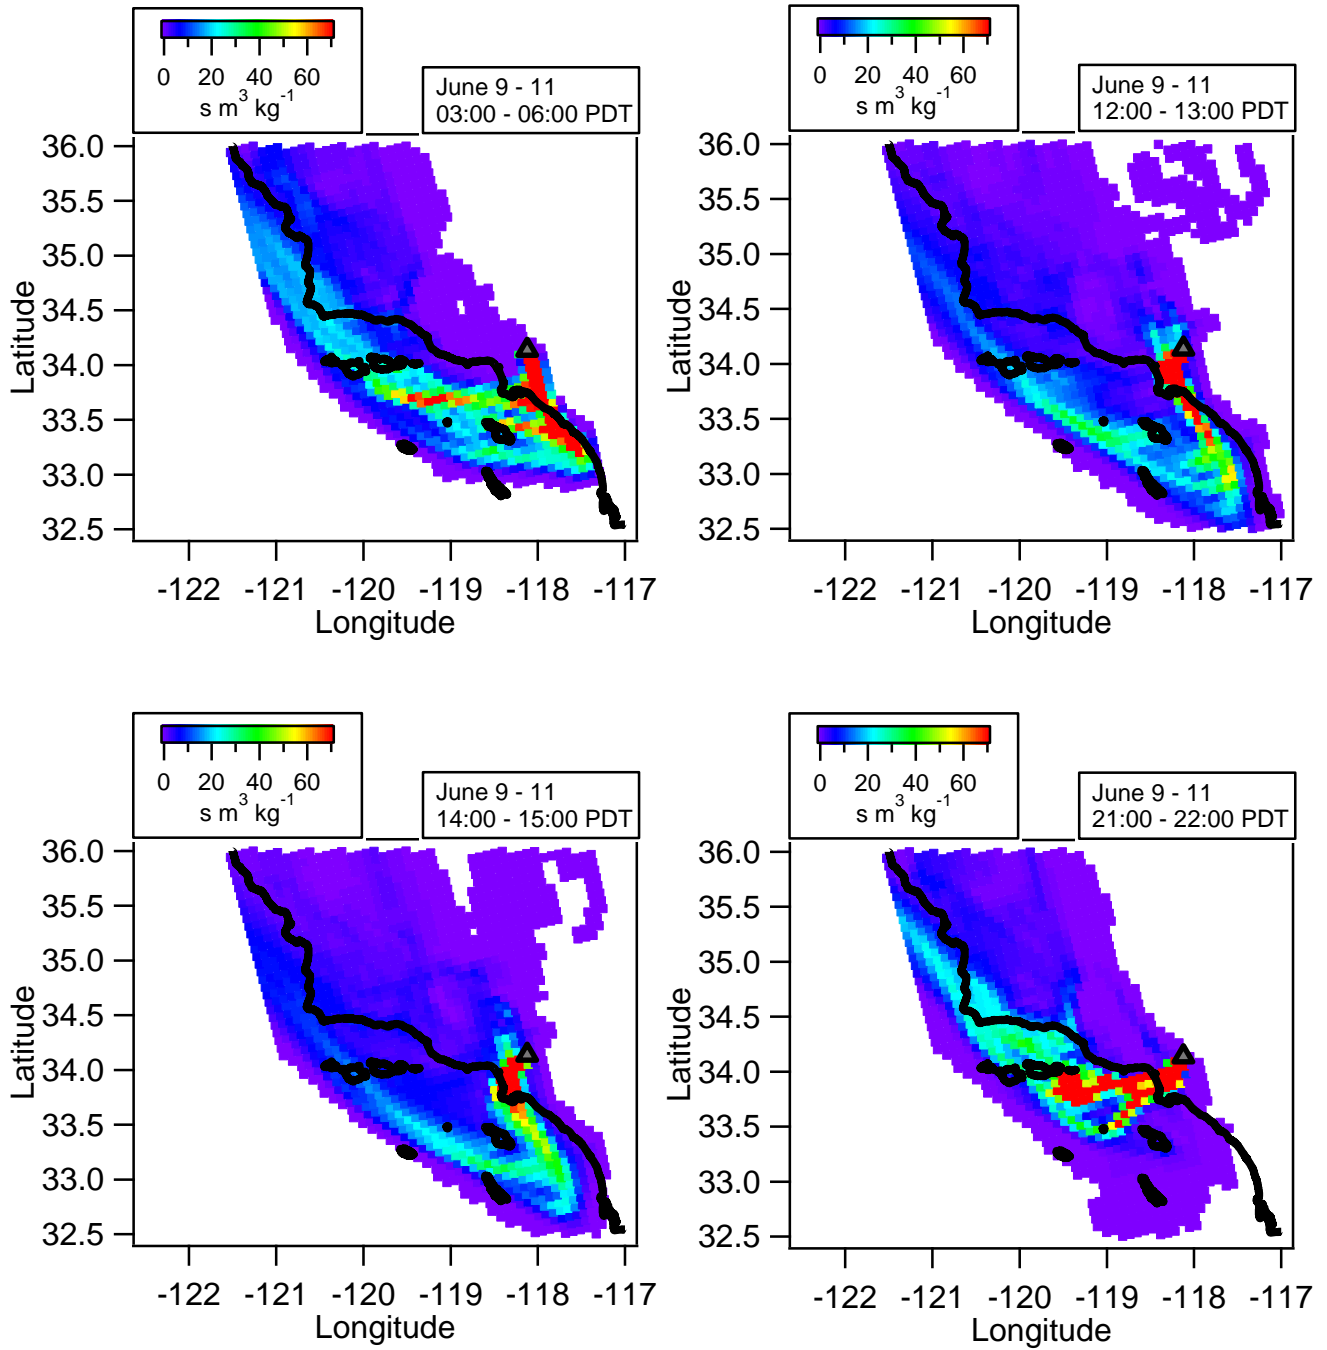 0 20 40 60
s m³ kg⁻¹
June 9 - 11
03:00 - 06:00 PDT
36.0
35.5
35.0
34.5
34.0
33.5
33.0
32.5
Latitude
-122 -121 -120 -119 -118 -117
Longitude
0 20 40 60
s m³ kg⁻¹
June 9 - 11
12:00 - 13:00 PDT
36.0
35.5
35.0
34.5
34.0
33.5
33.0
32.5
Latitude
-122 -121 -120 -119 -118 -117
Longitude
0 20 40 60
s m³ kg⁻¹
June 9 - 11
14:00 - 15:00 PDT
36.0
35.5
35.0
34.5
34.0
33.5
33.0
32.5
Latitude
-122 -121 -120 -119 -118 -117
Longitude
0 20 40 60
s m³ kg⁻¹
June 9 - 11
21:00 - 22:00 PDT
36.0
35.5
35.0
34.5
34.0
33.5
33.0
32.5
Latitude
-122 -121 -120 -119 -118 -117
Longitude